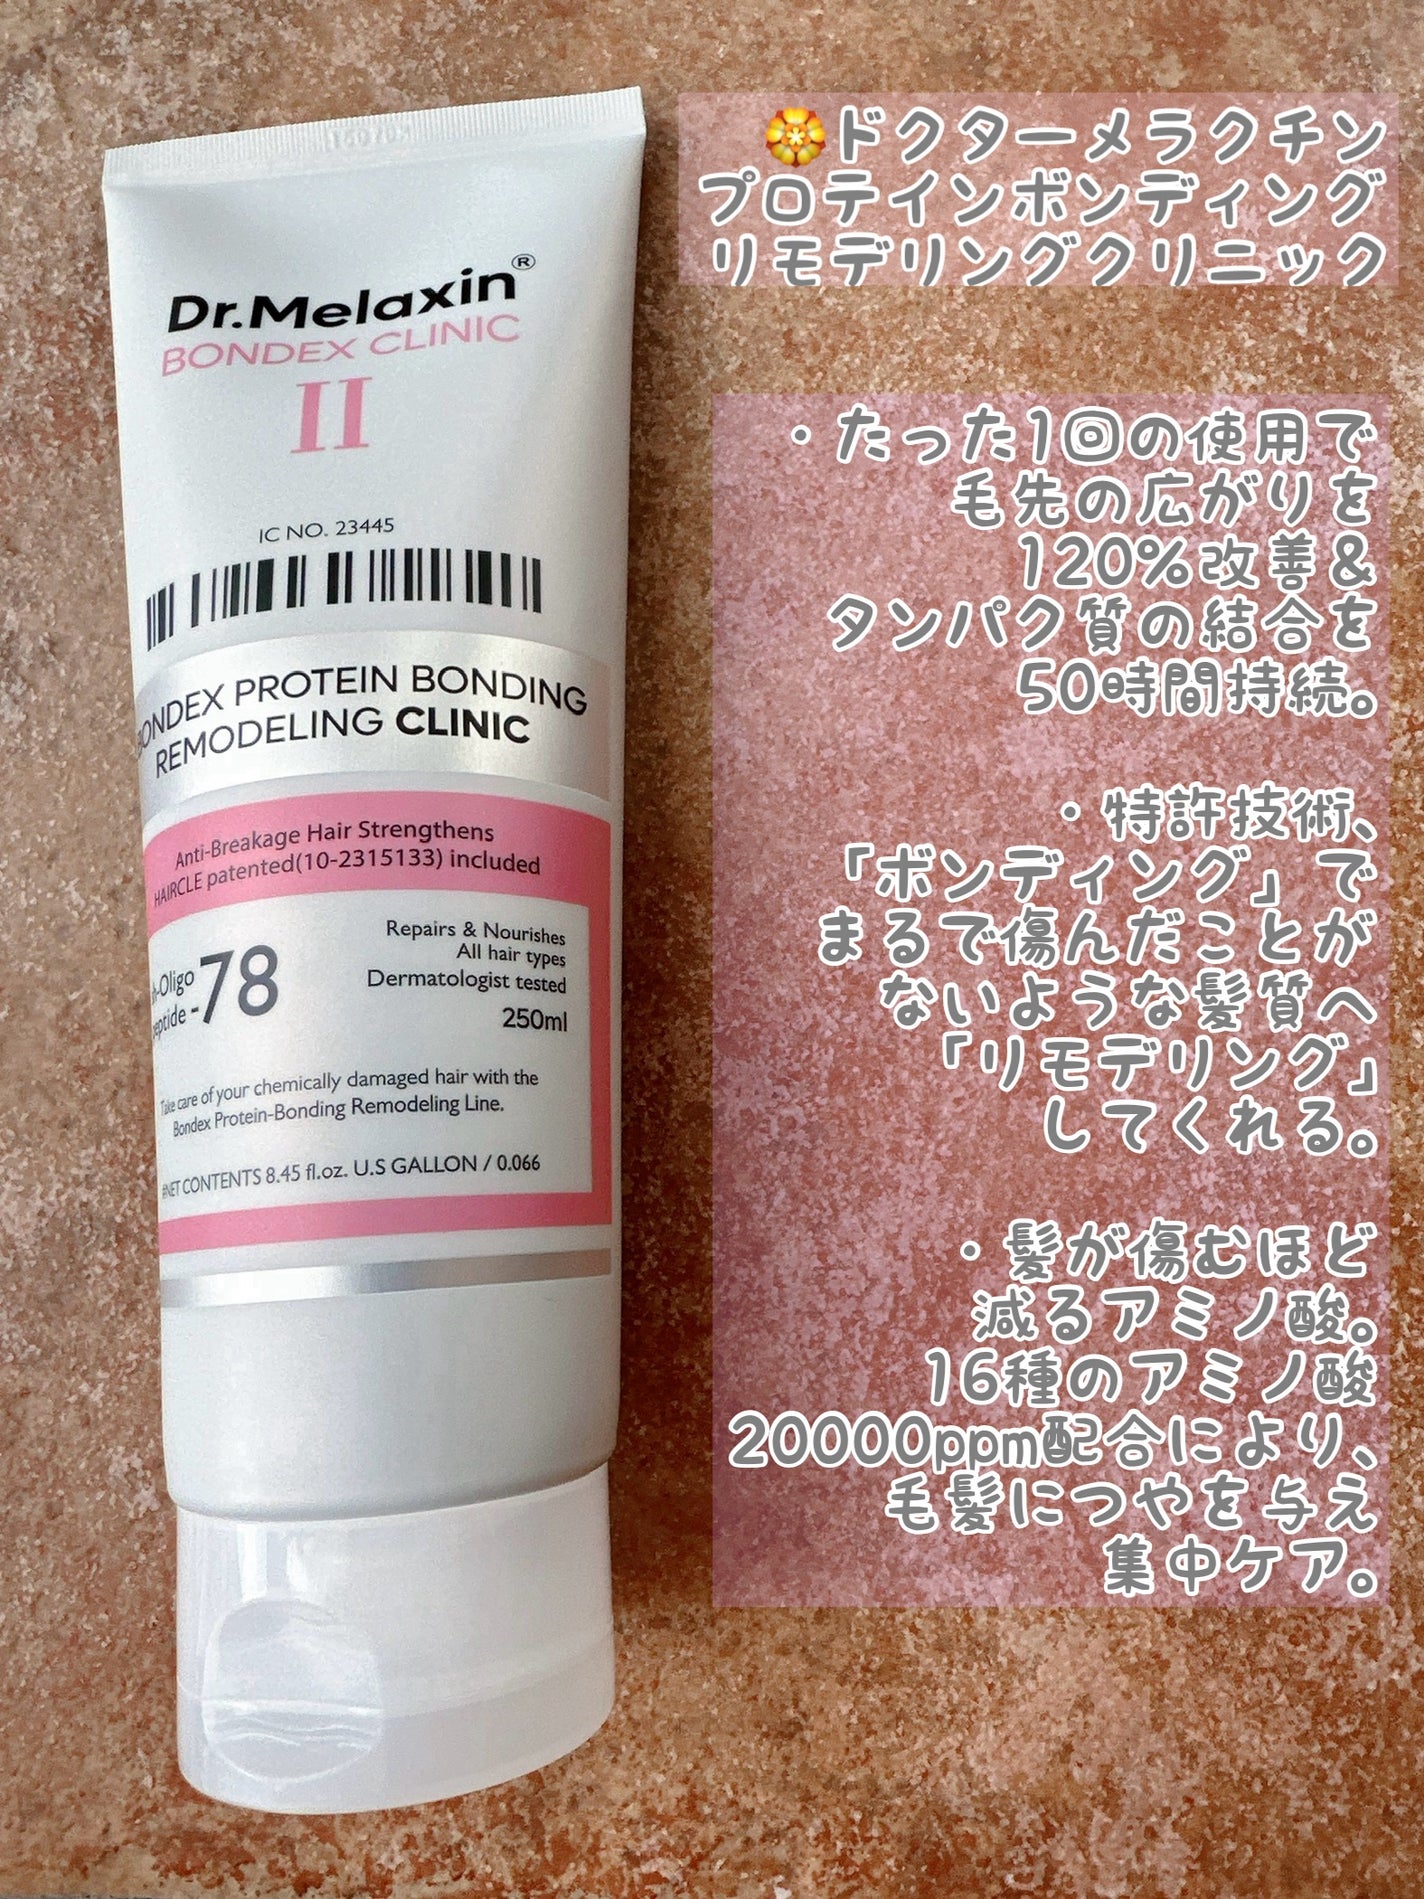 Dr.Melaxin®
BONDEX CLINIC
II
IC NO. 23445
BONDEX PROTEIN BONDING
REMODELING CLINIC
Anti-Breakage Hair Strengthens
HAIRCLE patented(10-2315133) included
Repairs & Nourishes
All hair types
Dermatologist tested
250ml
-Oligo
-78
Take care of your chemically damaged hair with the
Bondex Protein-Bonding Remodeling Line.
NET CONTENTS 8.45 fl.oz. U.S GALLON / 0.066
ドクターメラクチン
プロテインボンディング
リモデリングクリニック
・たった1回の使用で
毛先の広がりを
120%改善&
タンパク質の結合を
50時間持続。
・特許技術、
「ボンディング」で
まるで傷んだことが
ないような髪質へ
「リモデリング」
してくれる。
・髪が傷むほど
減るアミノ酸。
16種のアミノ酸
20000ppm配合により、
毛髪につやを与え
集中ケア。